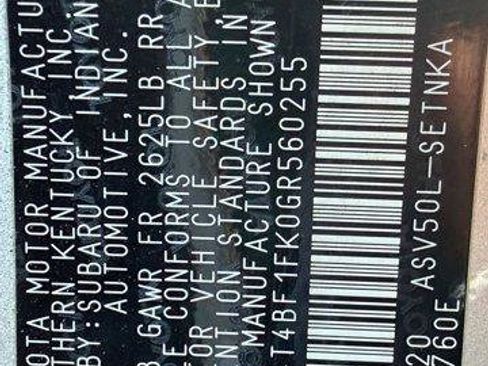 OTA MOTOR MANUFACTU
THERN KENTUCKY, INC.
BY: SUBARU OF INDIAN
AUTOMOTIVE, INC.
B GAWR FR 2625LB RR
E CONFORMS TO ALL A
OR VEHICLE SAFETY,
NTION STANDARDS IN
MANUFACTURE SHOWN
T4BF1FK0GR560255
ASV50L-SETNKA
20
760E